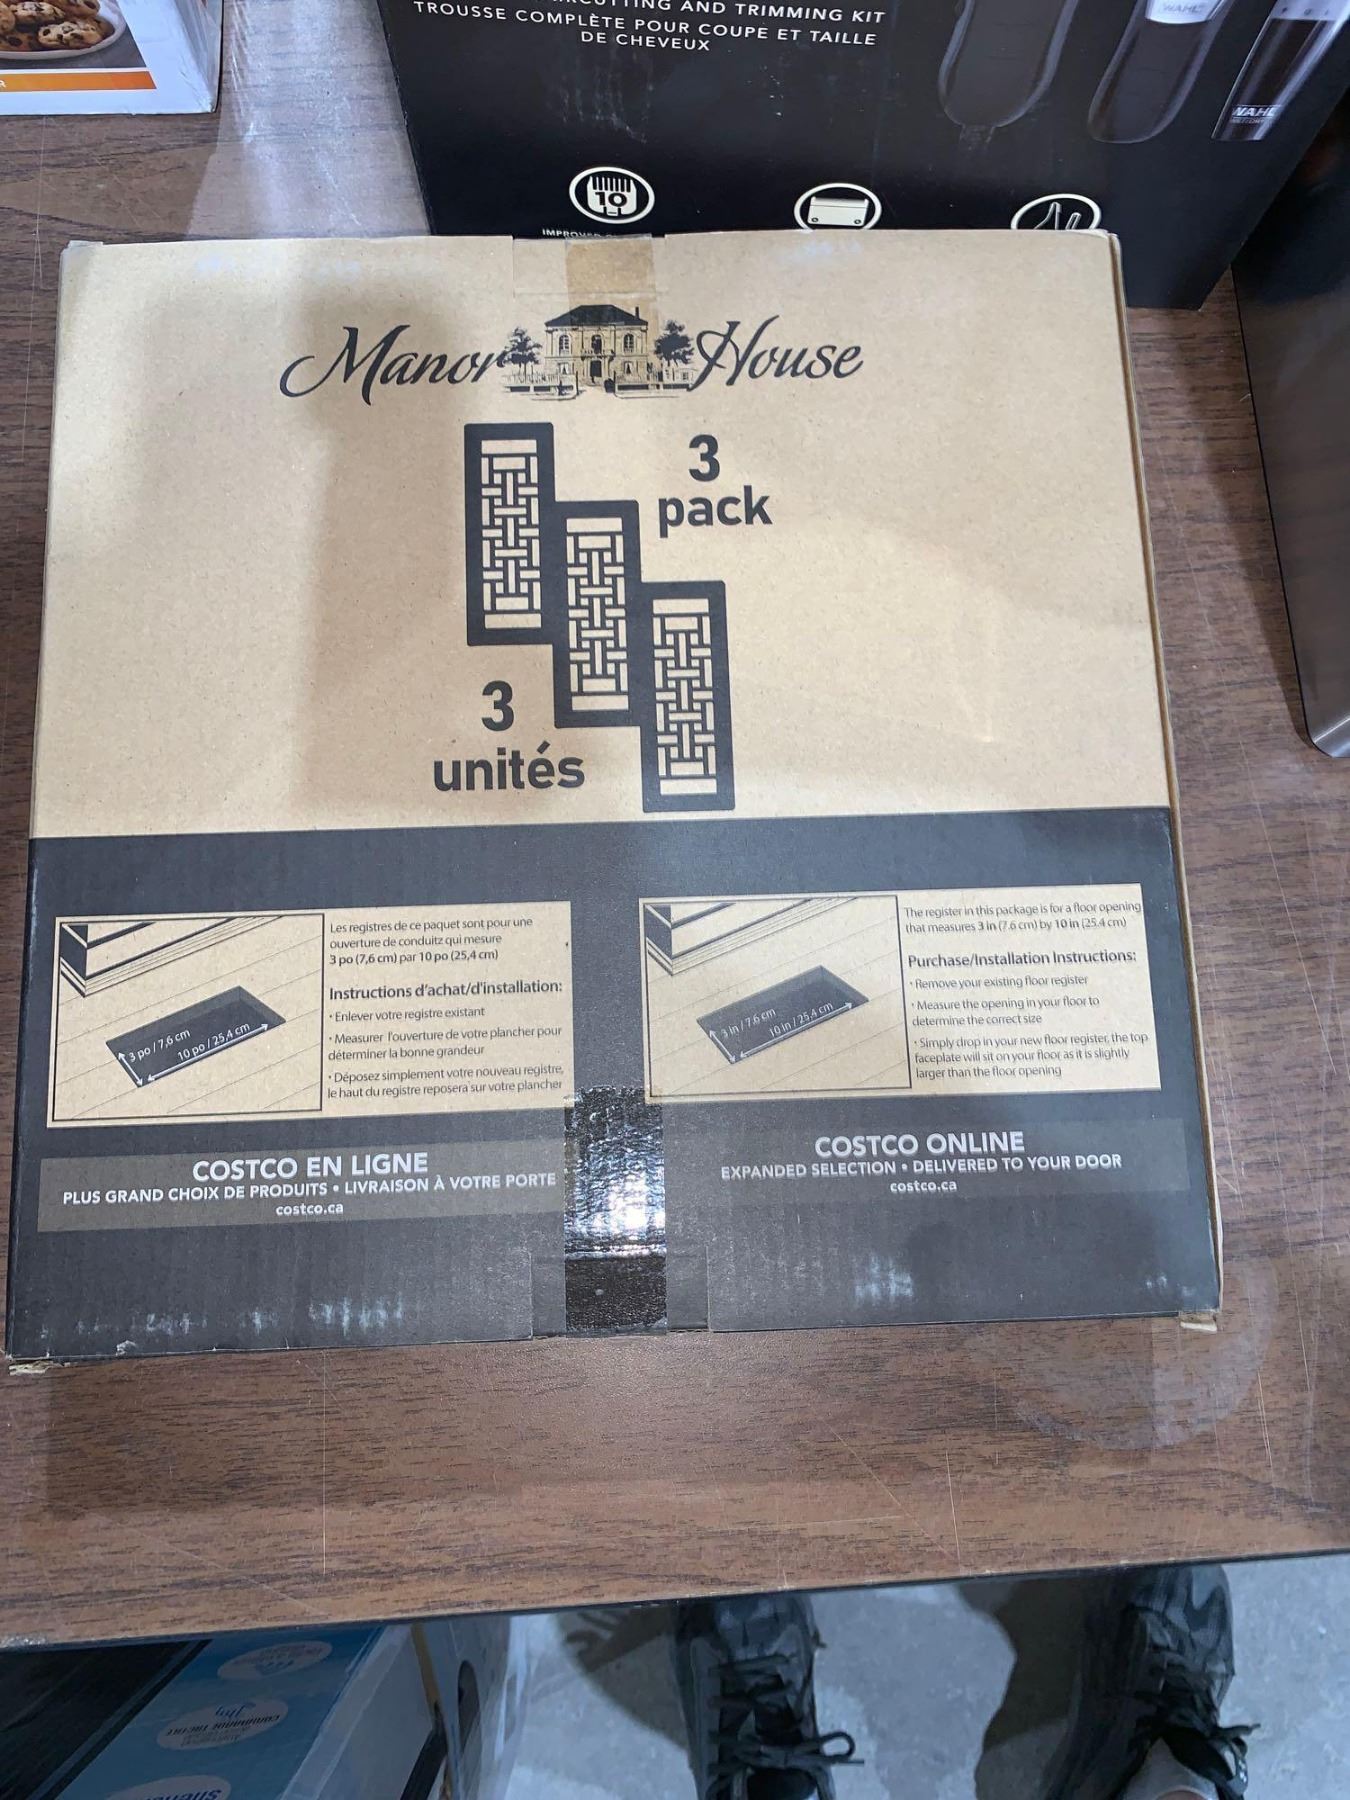 AND TRIMMING KIT
TROUSSE COMPLÈTE POUR COUPE ET TAILLE
DE CHEVEUX
WAHL
WAHL
10
IMPROVED
Manor House
3
pack
3
unités
Les registres de ce paquet sont pour une
ouverture de conduitz qui mesure
3 po (7,6 cm) par 10 po (25,4 cm)
Instructions d'achat/d'installation:
• Enlever votre registre existant
• Measurer l'ouverture de votre plancher pour
déterminer la bonne grandeur
• Déposez simplement votre nouveau registre,
le haut du registre reposera sur votre plancher
3 po / 7,6 cm
10 po / 25,4 cm
The register in this package is for a floor opening
that measures 3 in (7.6 cm) by 10 in (25.4 cm)
Purchase/Installation Instructions:
• Remove your existing floor register
• Measure the opening in your floor to
determine the correct size
• Simply drop in your new floor register, the top
faceplate will sit on your floor as it is slightly
larger than the floor opening
3 in / 7.6 cm
10 in / 25.4 cm
COSTCO EN LIGNE
PLUS GRAND CHOIX DE PRODUITS • LIVRAISON À VOTRE PORTE
costco.ca
COSTCO ONLINE
EXPANDED SELECTION • DELIVERED TO YOUR DOOR
costco.ca